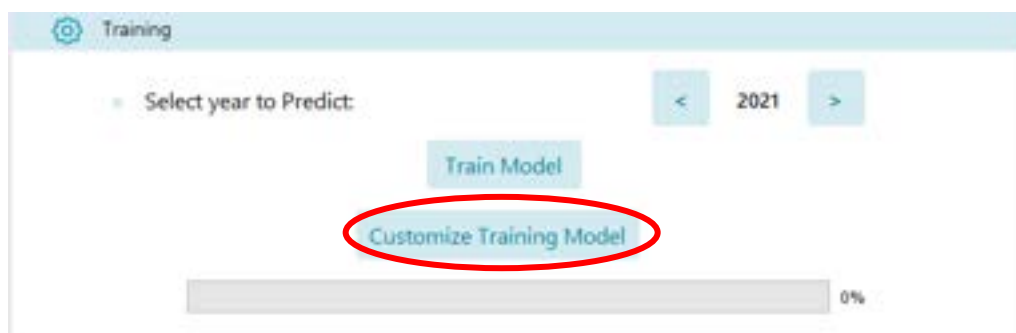 Training
Select year to Predict:
< 2021 >
Train Model
Customize Training Model
0%